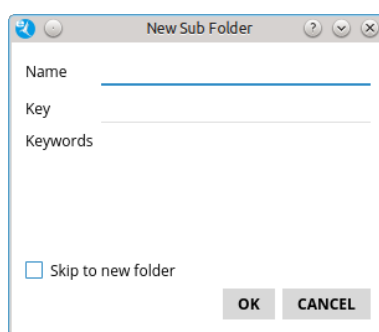 New Sub Folder
Name
Key
Keywords
Skip to new folder
OK CANCEL